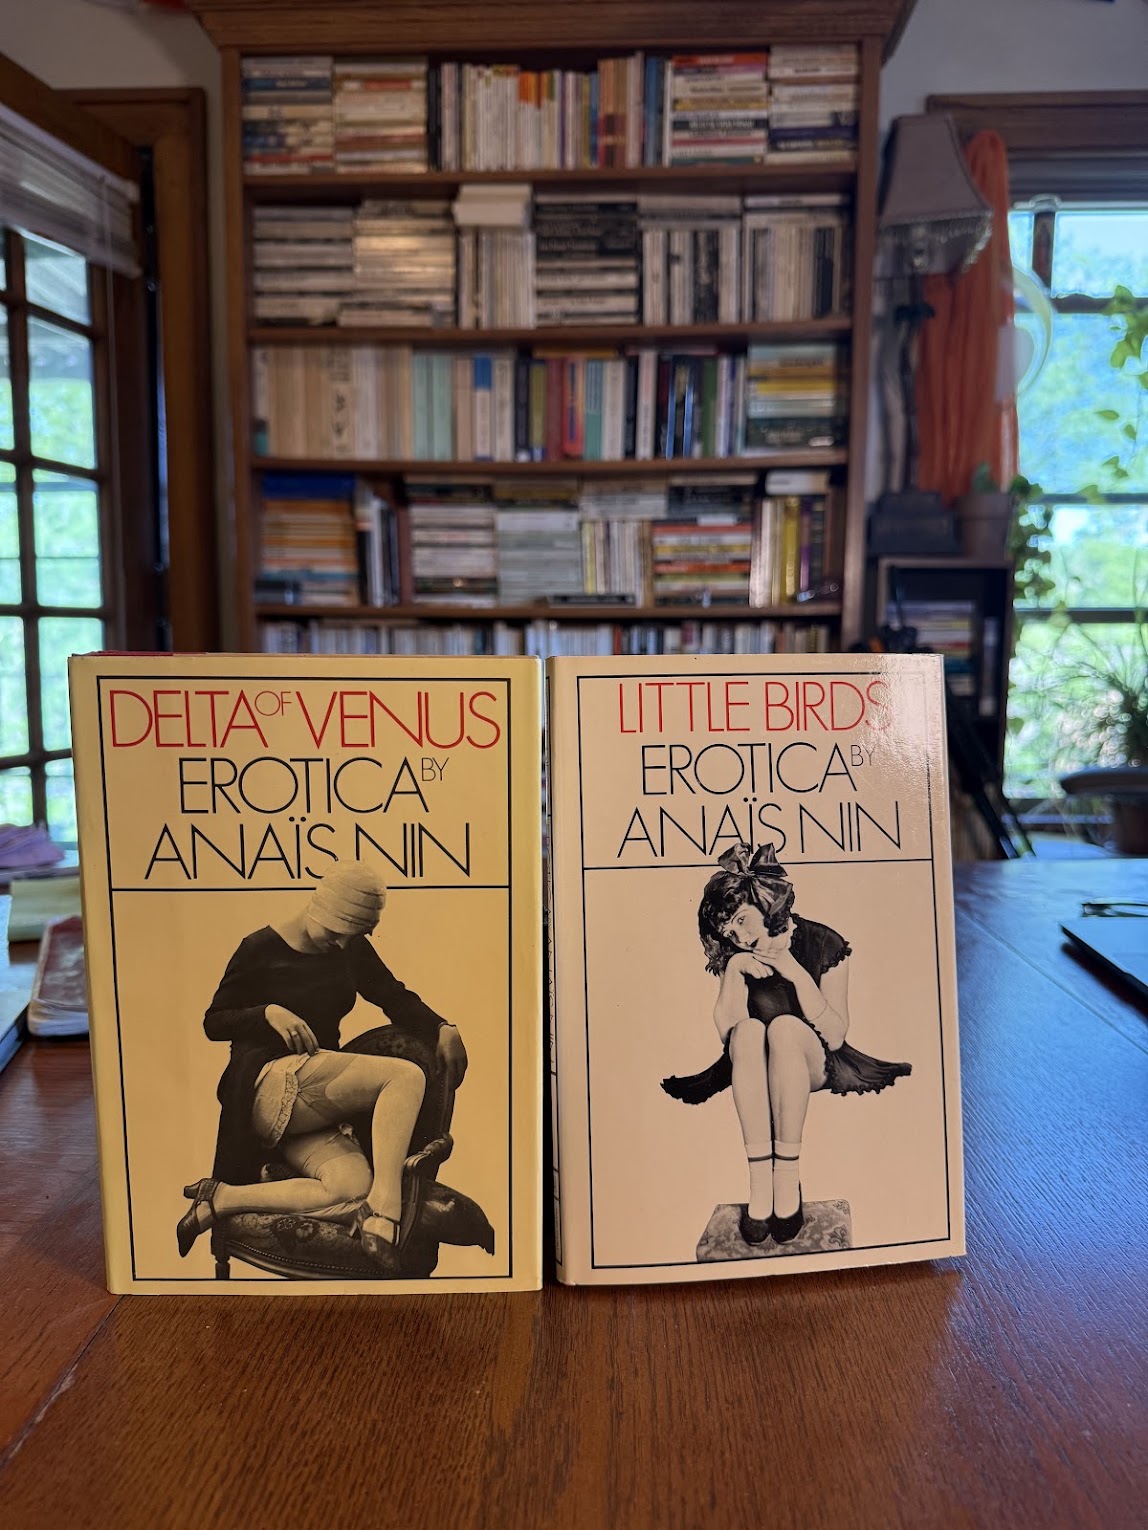 DELTA OF VENUS
EROTICA BY
ANAÏS NIN
LITTLE BIRDS
EROTICA BY
ANAÏS NIN